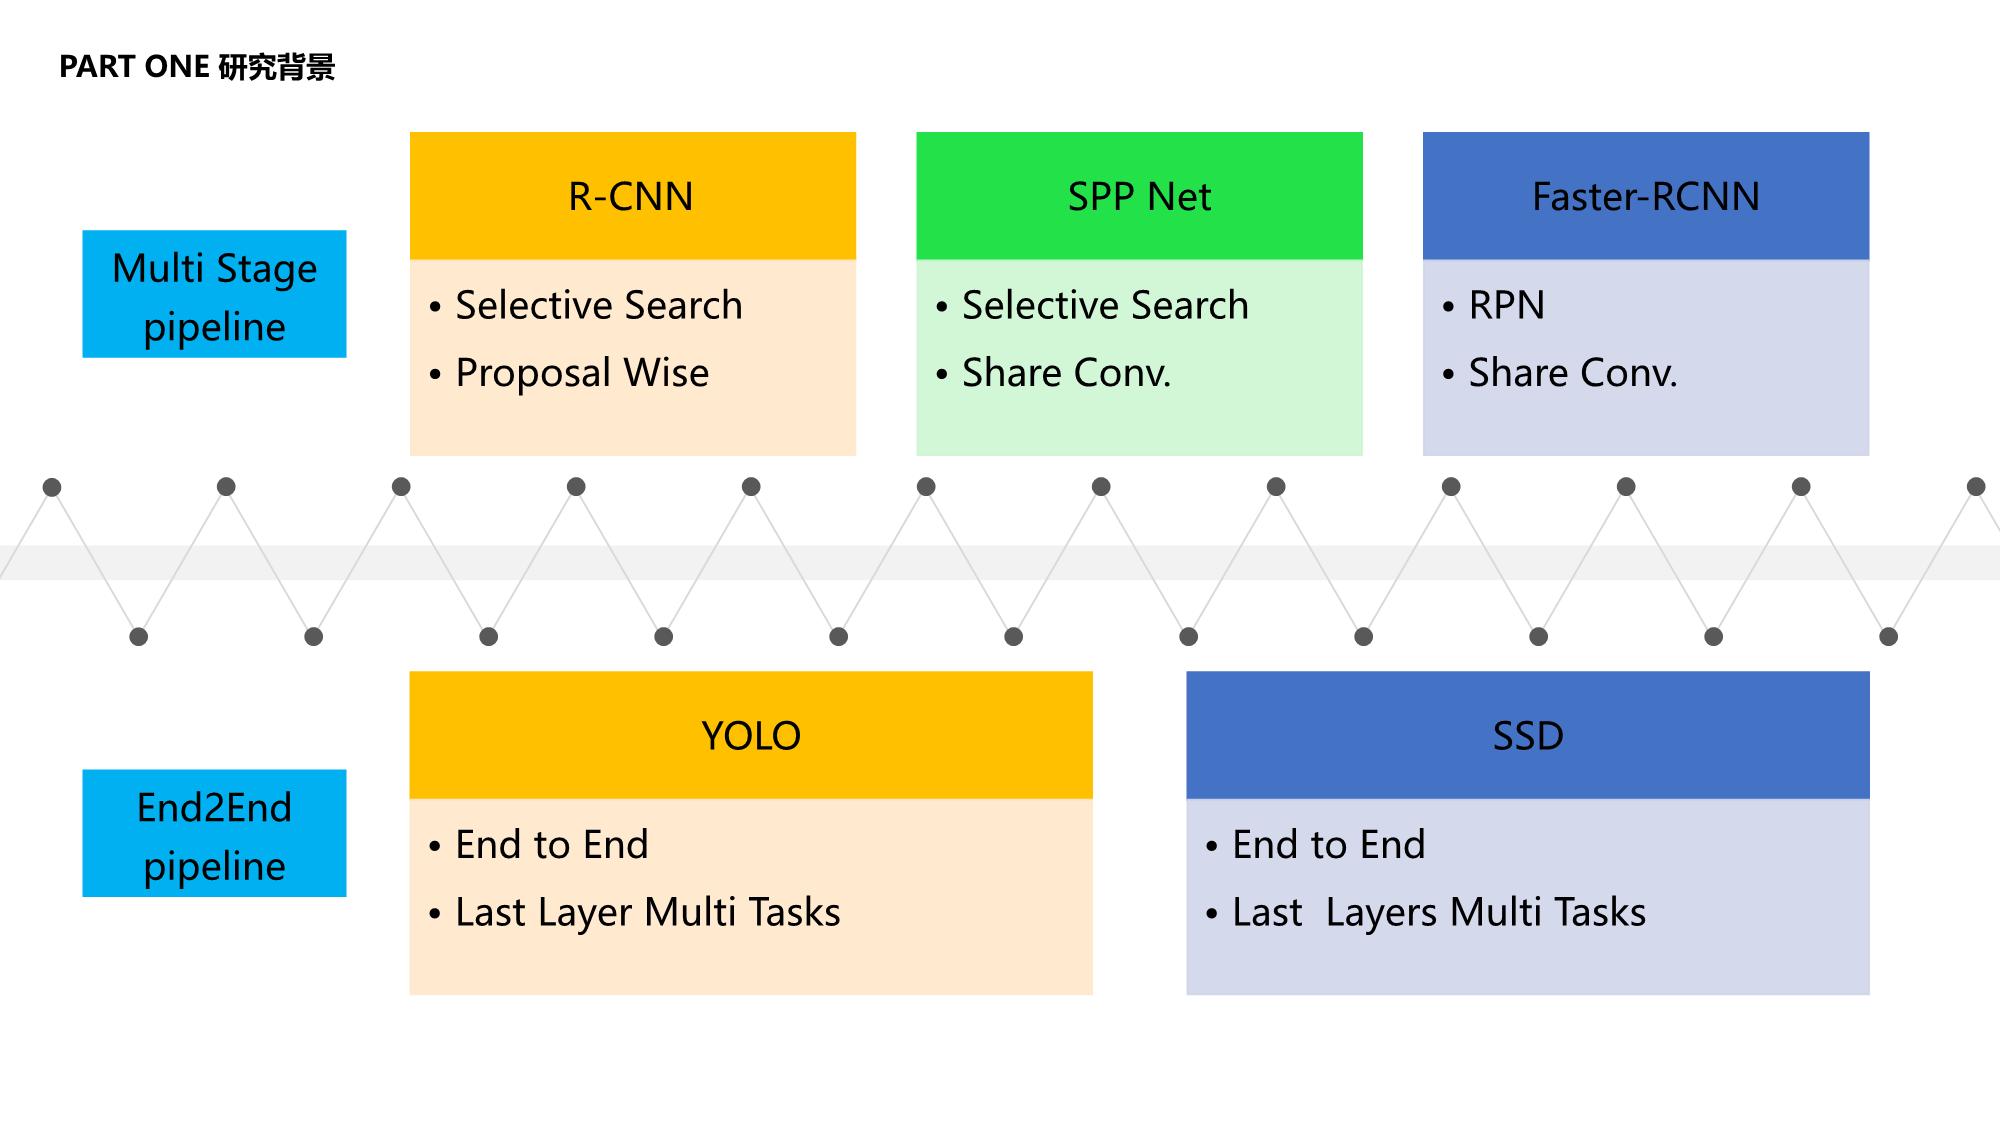 PART ONE 研究背景
Multi Stage
pipeline
R-CNN
• Selective Search
• Proposal Wise
SPP Net
• Selective Search
• Share Conv.
Faster-RCNN
• RPN
• Share Conv.
End2End
pipeline
YOLO
• End to End
• Last Layer Multi Tasks
SSD
• End to End
• Last  Layers Multi Tasks